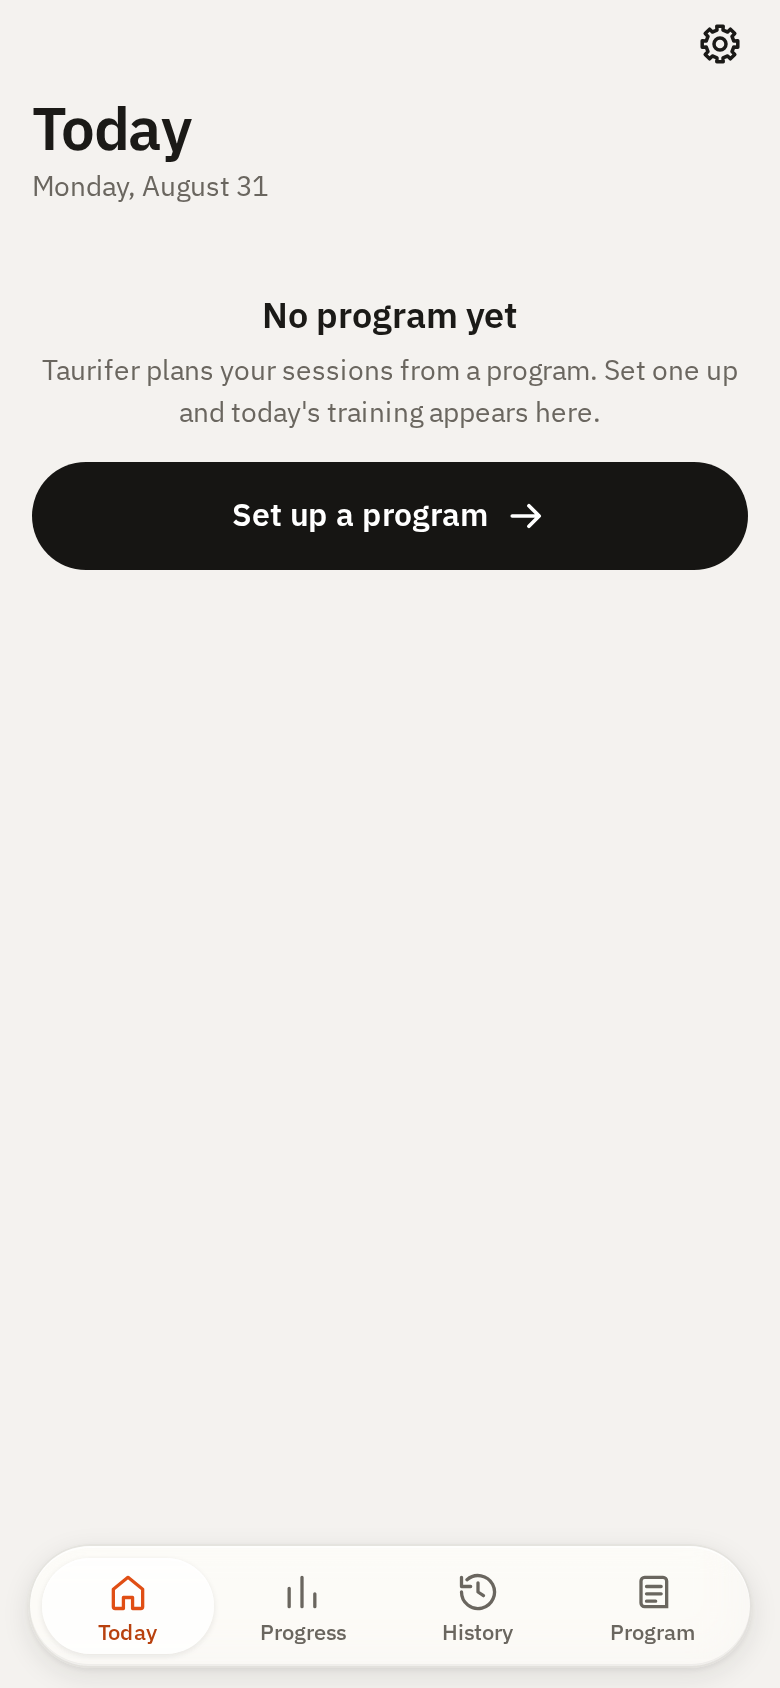 Today
Monday, August 31
No program yet
Taurifer plans your sessions from a program. Set one up
and today's training appears here.
Set up a program
Today
Progress
History
Program